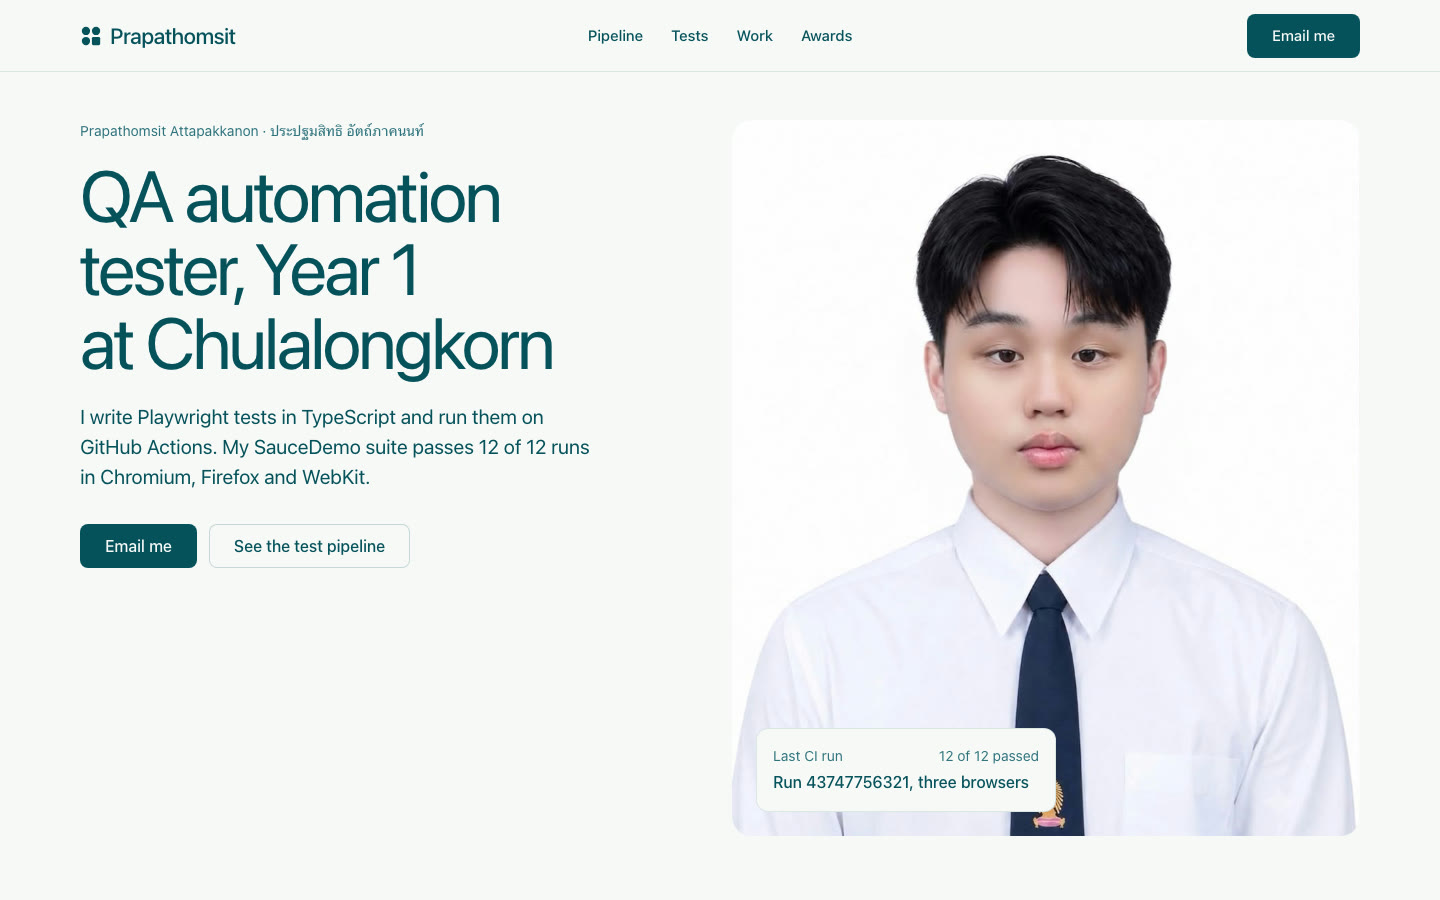 Prapathomsit
Pipeline
Tests
Work
Awards
Email me
Prapathomsit Attapakkanon · ประปฐมสิทธิ อัตถ์ภาคนนท์
QA automation
tester, Year 1
at Chulalongkorn
I write Playwright tests in TypeScript and run them on
GitHub Actions. My SauceDemo suite passes 12 of 12 runs
in Chromium, Firefox and WebKit.
Email me
See the test pipeline
Last CI run
12 of 12 passed
Run 43747756321, three browsers